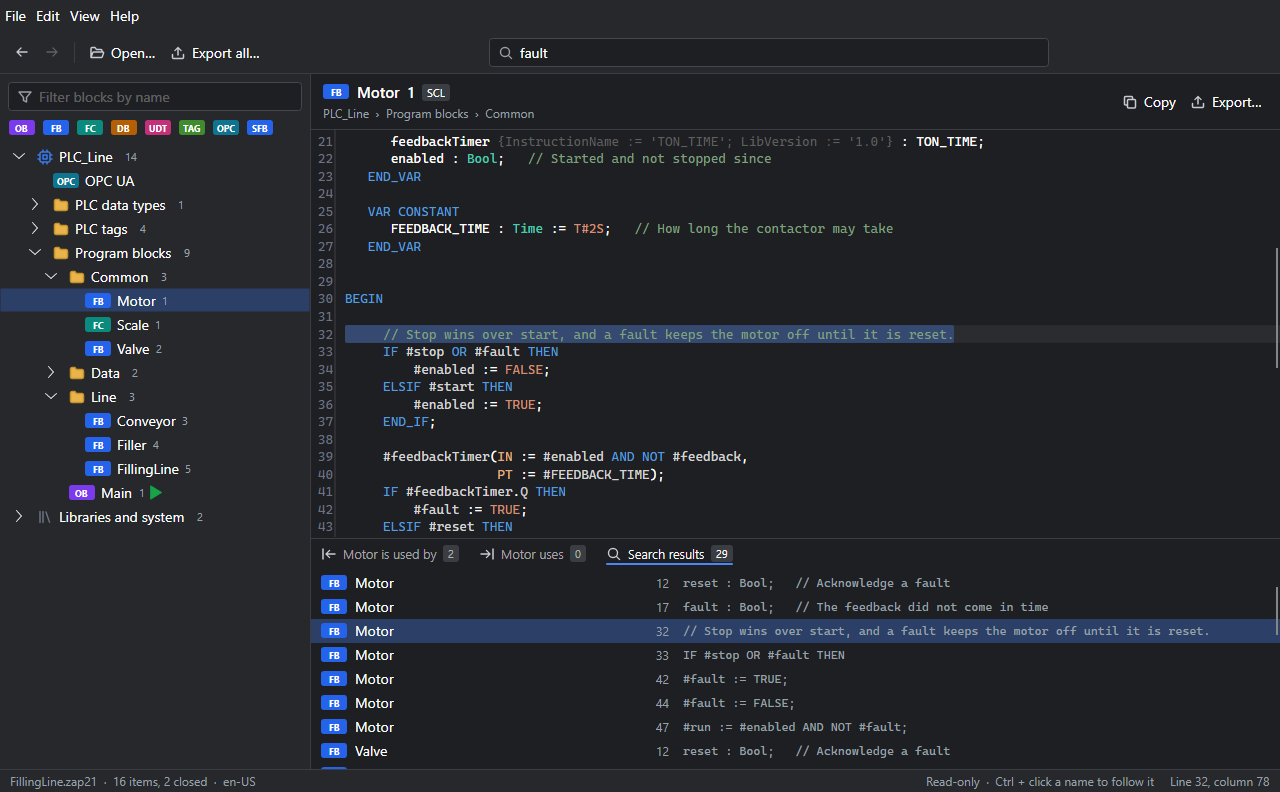 File Edit View Help
Open... Export all... fault
Filter blocks by name
OB FB FC DB UDT TAG OPC SFB
PLC_Line 14
OPC OPC UA
PLC data types 1
PLC tags 4
Program blocks 9
Common 3
FB Motor 1
FC Scale 1
FB Valve 2
Data 2
Line 3
FB Conveyor 3
FB Filler 4
FB FillingLine 5
OB Main 1
Libraries and system 2
FB Motor 1 SCL
PLC_Line › Program blocks › Common
Copy Export...
21 feedbackTimer {InstructionName := 'TON_TIME'; LibVersion := '1.0'} : TON_TIME;
22 enabled : Bool; // Started and not stopped since
23 END_VAR
24
25 VAR CONSTANT
26 FEEDBACK_TIME : Time := T#2S; // How long the contactor may take
27 END_VAR
28
29
30 BEGIN
31
32 // Stop wins over start, and a fault keeps the motor off until it is reset.
33 IF #stop OR #fault THEN
34 #enabled := FALSE;
35 ELSIF #start THEN
36 #enabled := TRUE;
37 END_IF;
38
39 #feedbackTimer(IN := #enabled AND NOT #feedback,
40 PT := #FEEDBACK_TIME);
41 IF #feedbackTimer.Q THEN
42 #fault := TRUE;
43 ELSIF #reset THEN
Motor is used by 2 Motor uses 0 Search results 29
FB Motor 12 reset : Bool; // Acknowledge a fault
FB Motor 17 fault : Bool; // The feedback did not come in time
FB Motor 32 // Stop wins over start, and a fault keeps the motor off until it is reset.
FB Motor 33 IF #stop OR #fault THEN
FB Motor 42 #fault := TRUE;
FB Motor 44 #fault := FALSE;
FB Motor 47 #run := #enabled AND NOT #fault;
FB Valve 12 reset : Bool; // Acknowledge a fault
FillingLine.zap21 · 16 items, 2 closed · en-US
Read-only · Ctrl + click a name to follow it Line 32, column 78